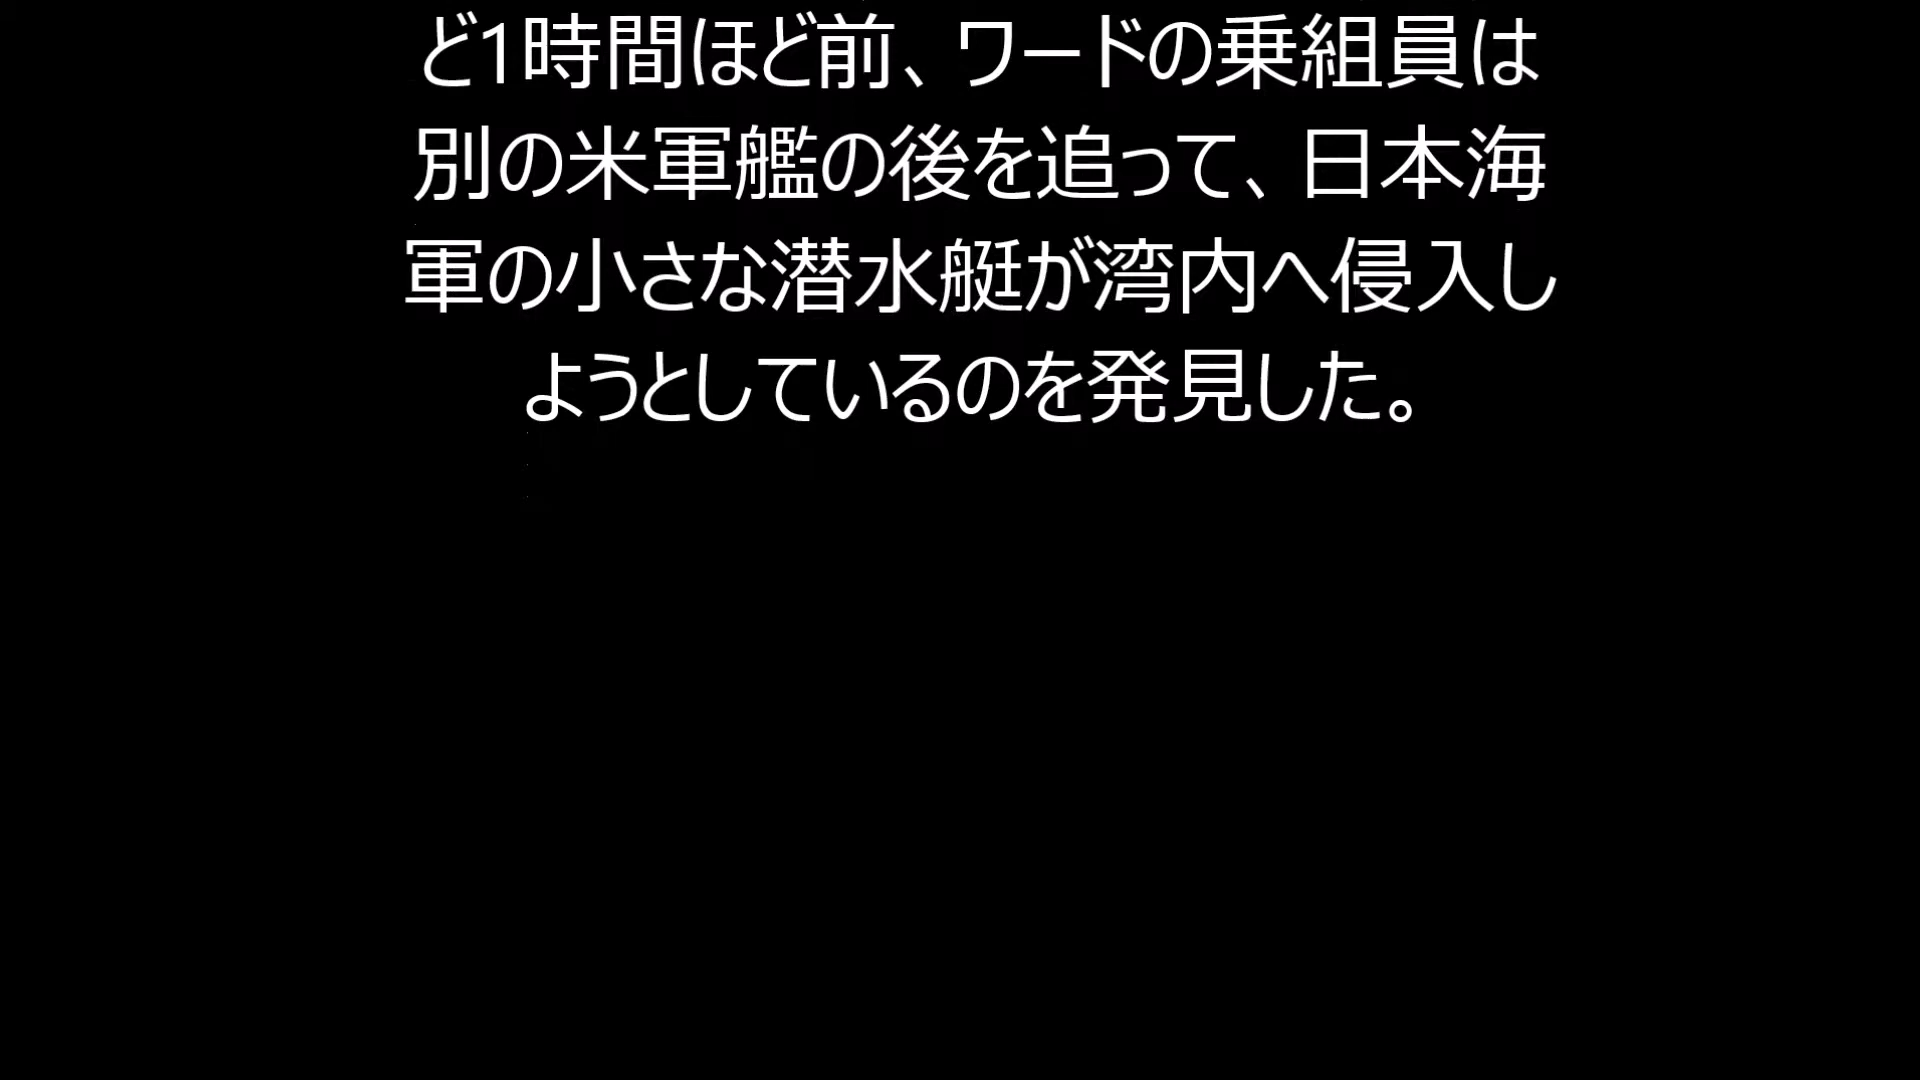 ど1時間ほど前、ワードの乗組員は
別の米軍艦の後を追って、日本海
軍の小さな潜水艇が湾内へ侵入し
ようとしているのを発見した。